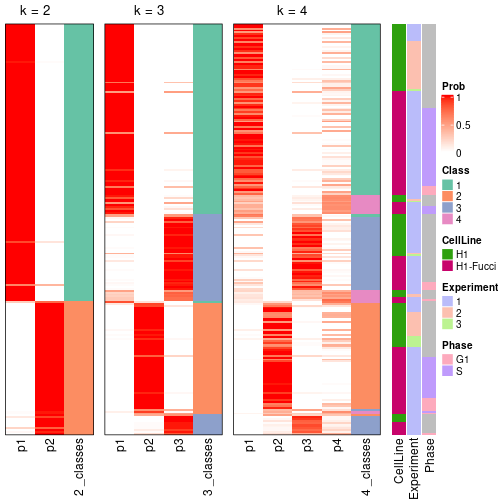 k = 2
k = 3
k = 4
Prob
1
0.5
0
Class
1
2
3
4
CellLine
H1
H1-Fucci
Experiment
1
2
3
Phase
G1
S
p1
p2
2_classes
p1
p2
p3
3_classes
p1
p2
p3
p4
4_classes
CellLine
Experiment
Phase